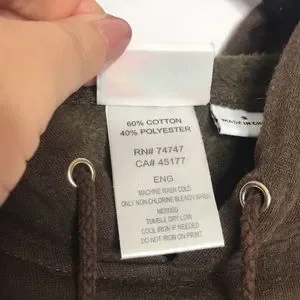 60% COTTON
40% POLYESTER
RN# 74747
CA# 45177
ENG
MACHINE WASH COLD
ONLY NON-CHLORINE BLEACH WHEN
NEEDED
TUMBLE DRY LOW
COOL IRON IF NEEDED
DO NOT IRON ON PRINT
S
MADE IN